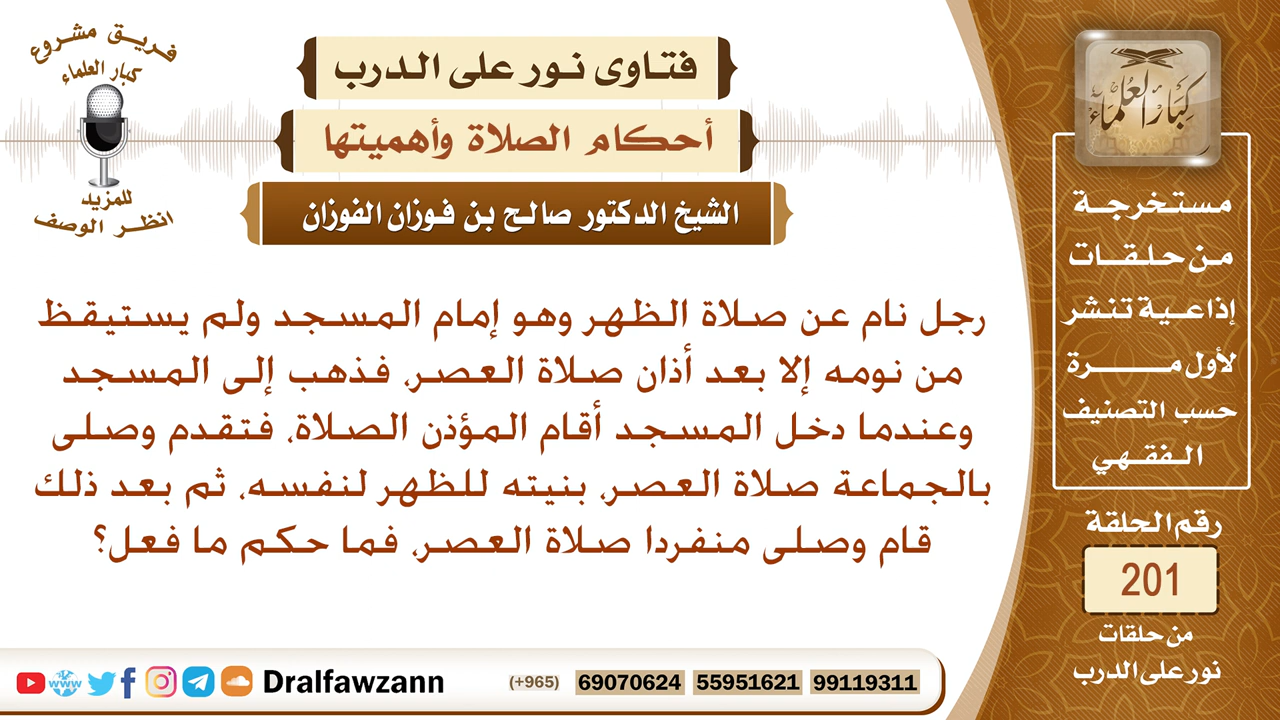 فريق مشروع
كبار العلماء
للمزيد
انظر الوصف
فتاوى نور على الدرب
أحكام الصلاة وأهميتها
الشيخ الدكتور صالح بن فوزان الفوزان
رجل نام عن صلاة الظهر وهو إمام المسجد ولم يستيقظ
من نومه إلا بعد أذان صلاة العصر، فذهب إلى المسجد
وعندما دخل المسجد أقام المؤذن الصلاة، فتقدم وصلى
بالجماعة صلاة العصر، بنيته للظهر لنفسه، ثم بعد ذلك
قام وصلى منفردا صلاة العصر، فما حكم ما فعل؟
كبار العلماء
مستخرجة
من حلقات
إذاعية تنشر
لأول مرة
حسب التصنيف
الفقهي
رقم الحلقة
201
من حلقات
نور على الدرب
www
Dralfawzann
(+965) 69070624 55951621 99119311